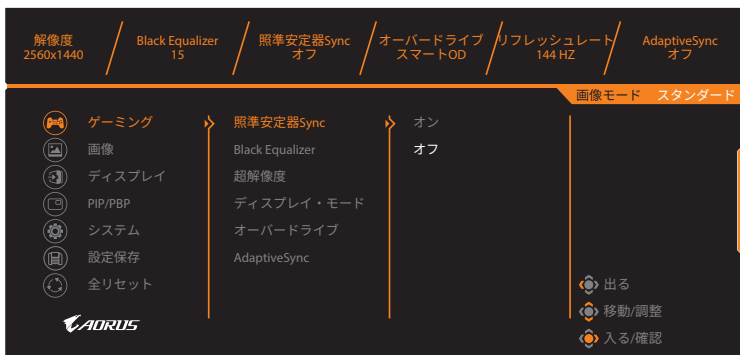 解像度
2560x1440
Black Equalizer
15
照準安定器Sync
オフ
オーバードライブ
スマートOD
リフレッシュレート
144 HZ
AdaptiveSync
オフ
画像モード スタンダード
ゲーミング
画像
ディスプレイ
PIP/PBP
システム
設定保存
全リセット
照準安定器Sync
Black Equalizer
超解像度
ディスプレイ・モード
オーバードライブ
AdaptiveSync
オン
オフ
出る
移動/調整
入る/確認
AORUS